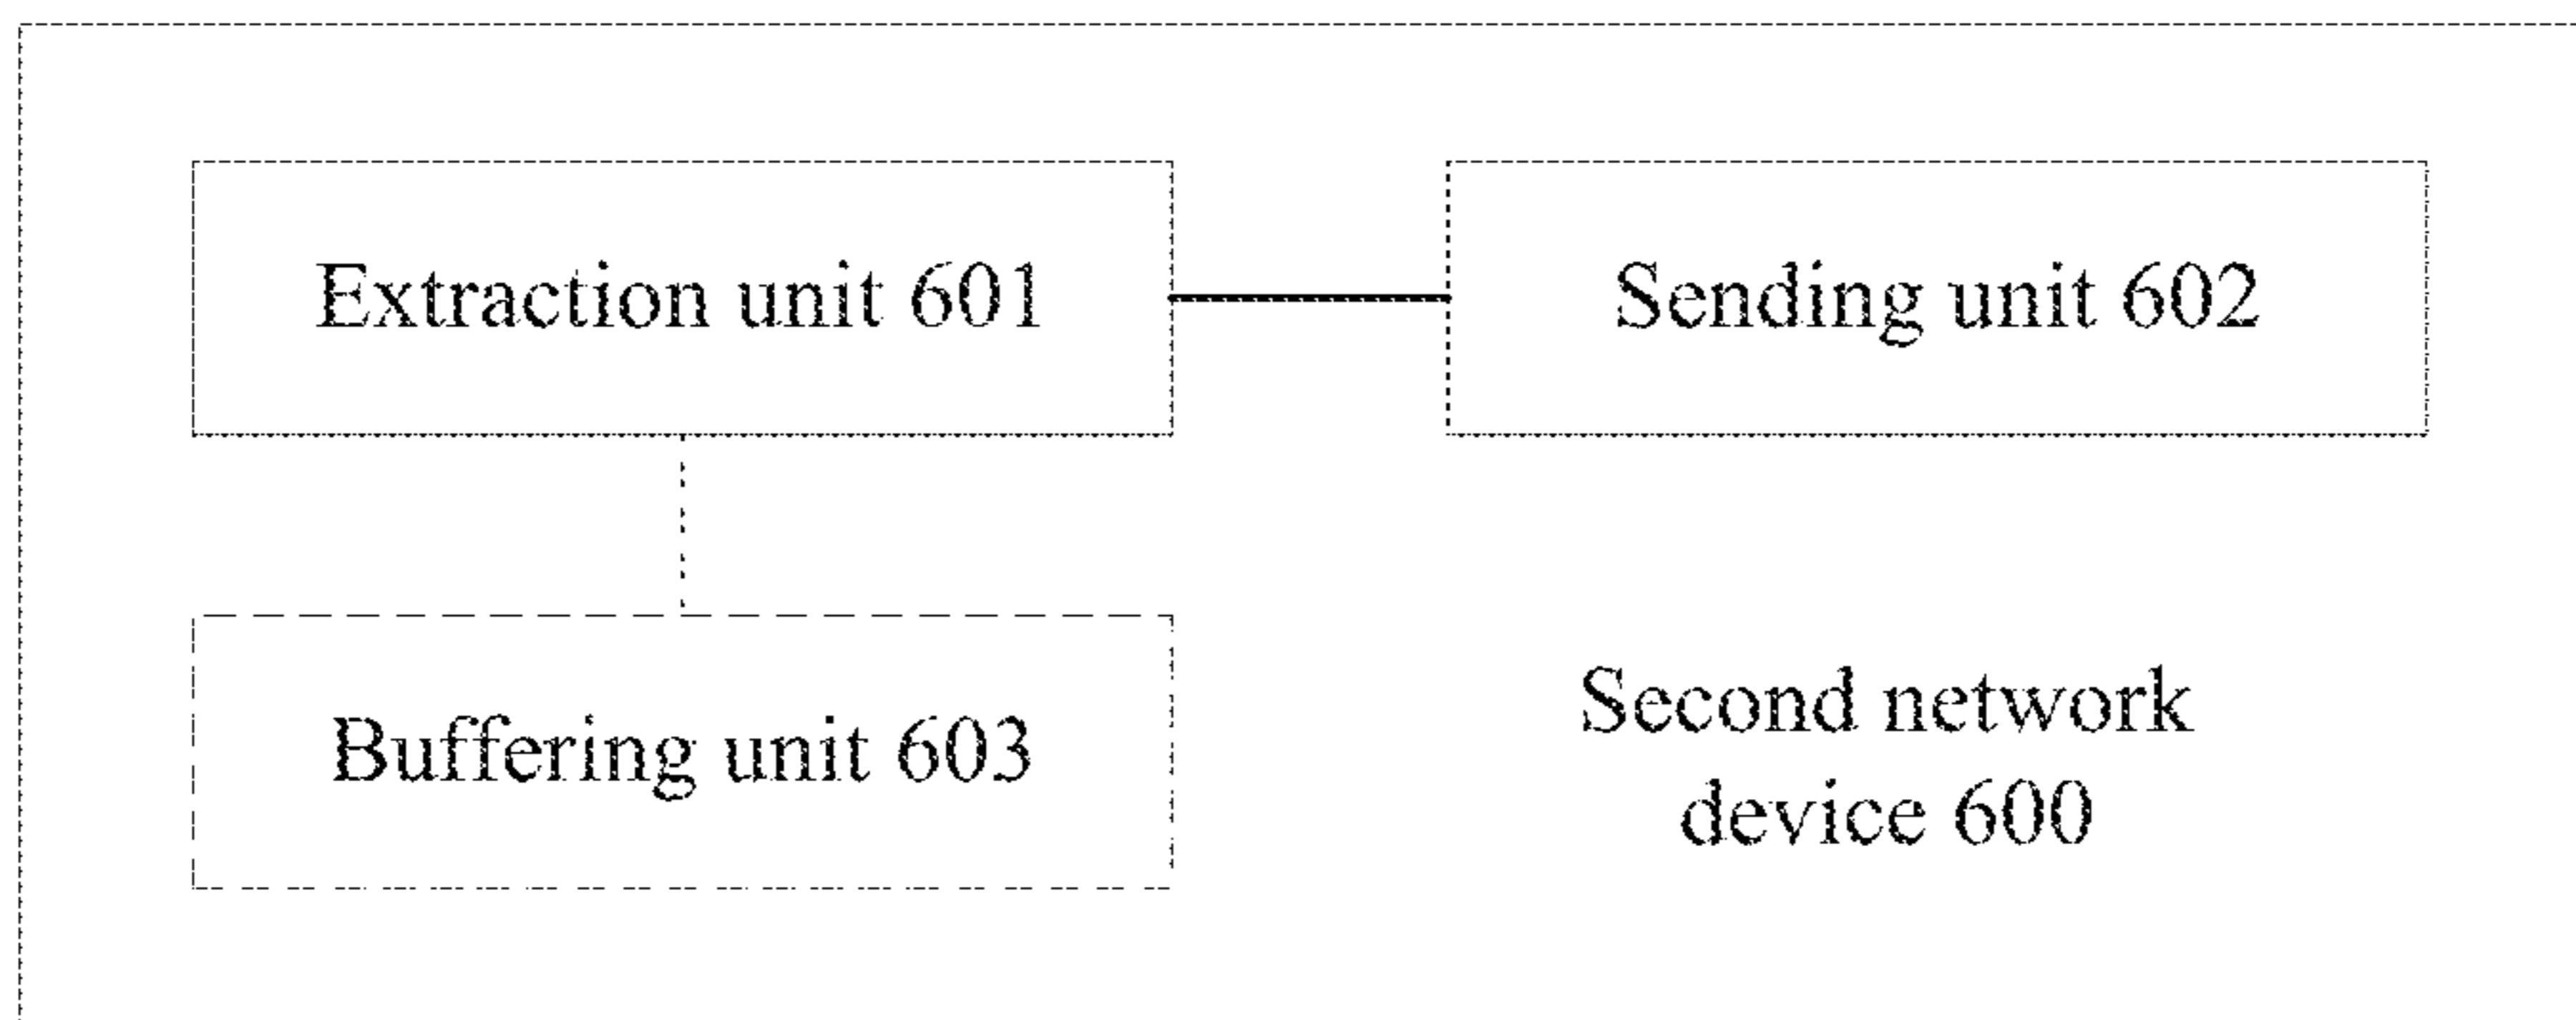 Extraction unit 601
Sending unit 602
Buffering unit 603
Second network
device 600